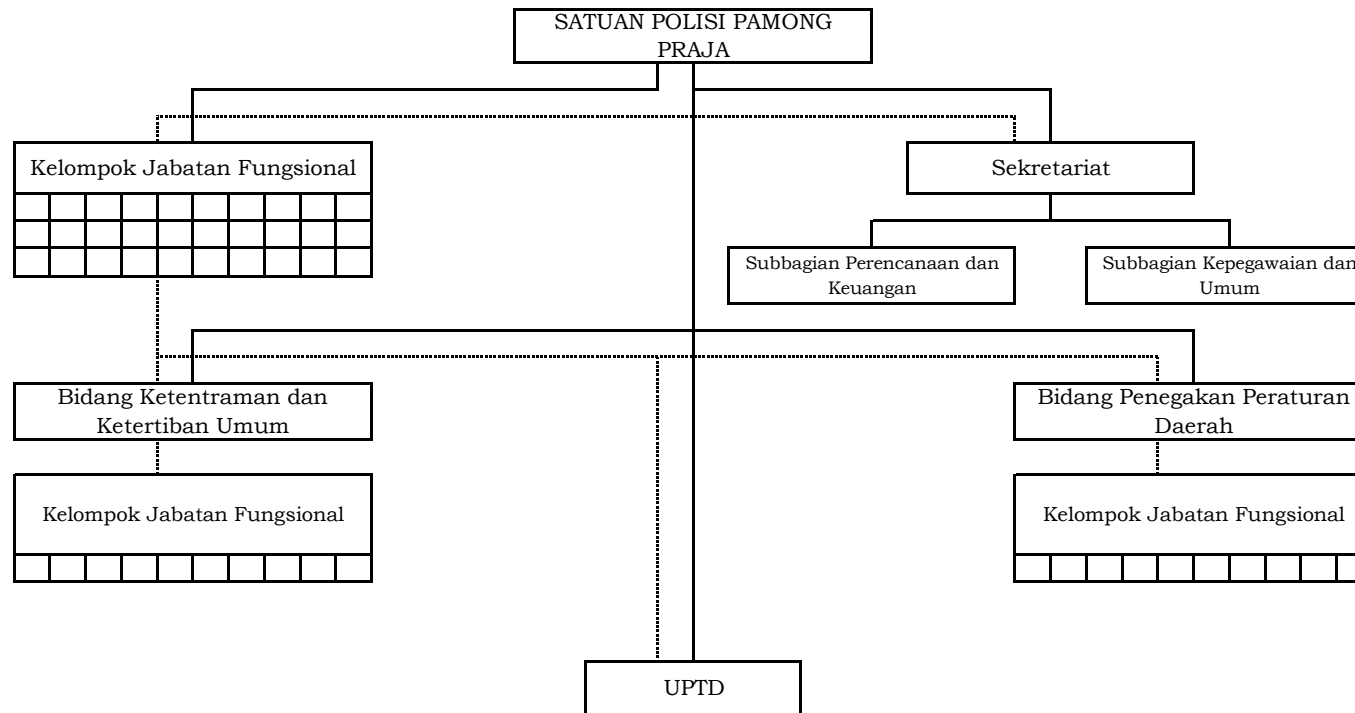 SATUAN POLISI PAMONG
PRAJA
Kelompok Jabatan Fungsional
Sekretariat
Subbagian Perencanaan dan
Keuangan
Subbagian Kepegawaian dan
Umum
Bidang Ketentraman dan
Ketertiban Umum
Bidang Penegakan Peraturan
Daerah
Kelompok Jabatan Fungsional
Kelompok Jabatan Fungsional
UPTD